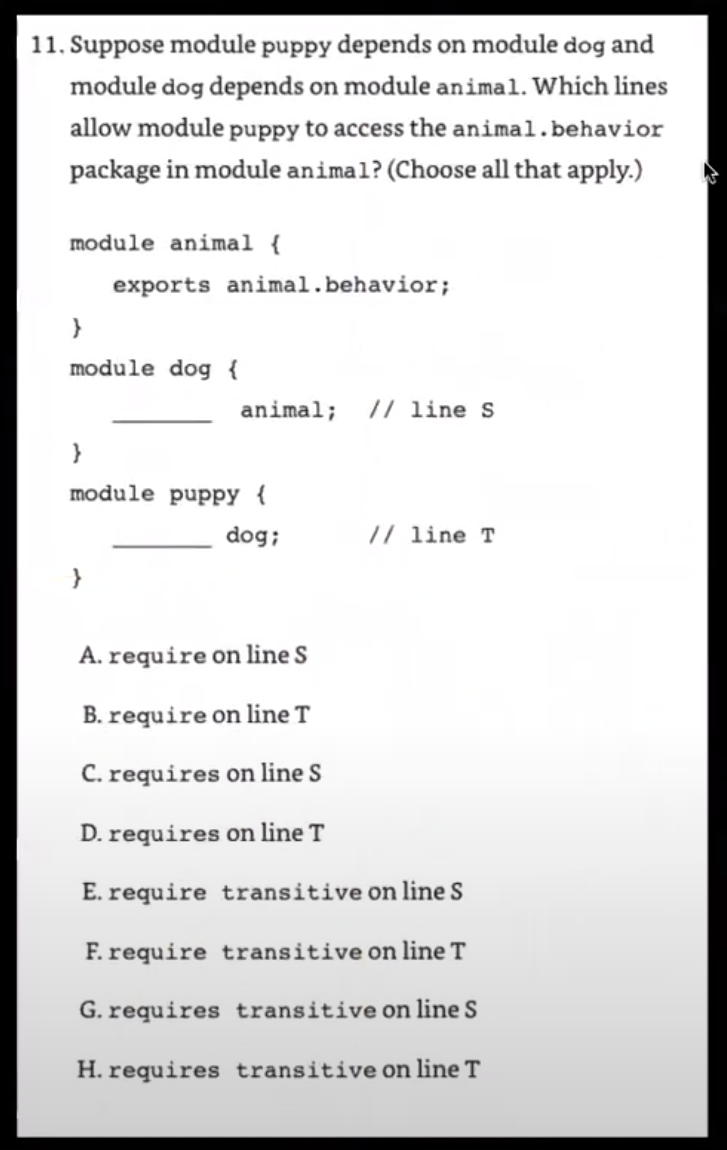 11. Suppose module puppy depends on module dog and
module dog depends on module animal. Which lines
allow module puppy to access the animal.behavior
package in module animal? (Choose all that apply.)
module animal {
exports animal.behavior;
}
module dog {
_______ animal; // line S
}
module puppy {
_______ dog; // line T
}
A. require on line S
B. require on line T
C. requires on line S
D. requires on line T
E. require transitive on line S
F. require transitive on line T
G. requires transitive on line S
H. requires transitive on line T